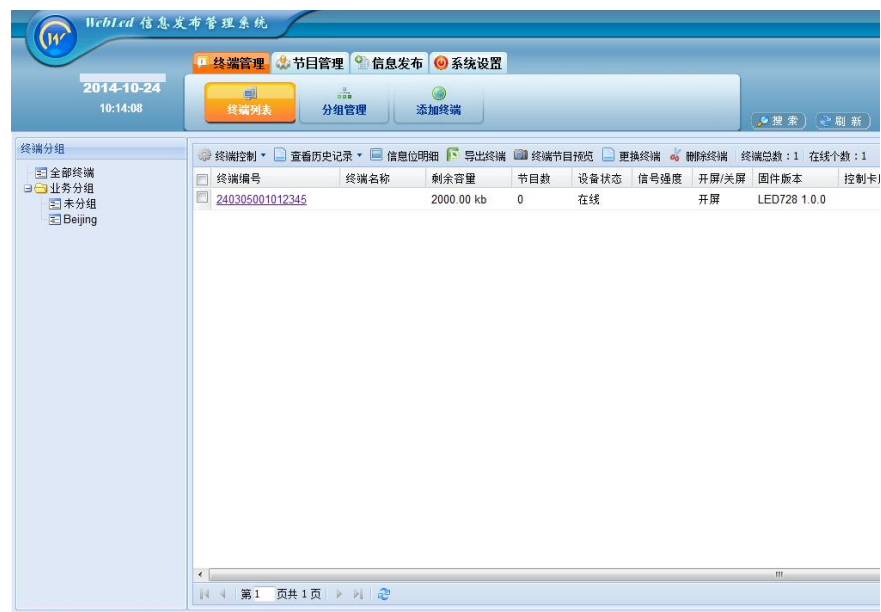 WebLed 信息发布管理系统
终端管理 节目管理 信息发布 系统设置
2014-10-24
10:14:08
终端列表 分组管理 添加终端
搜索 刷新
终端分组
全部终端
业务分组
未分组
Beijing
终端控制 查看历史记录 信息位明细 导出终端 终端节目预览 更换终端 删除终端 终端总数：1 在线个数：1
终端编号 终端名称 剩余容量 节目数 设备状态 信号强度 开屏/关屏 固件版本 控制卡
240305001012345 2000.00 kb 0 在线 开屏 LED728 1.0.0
第 1 页共 1 页